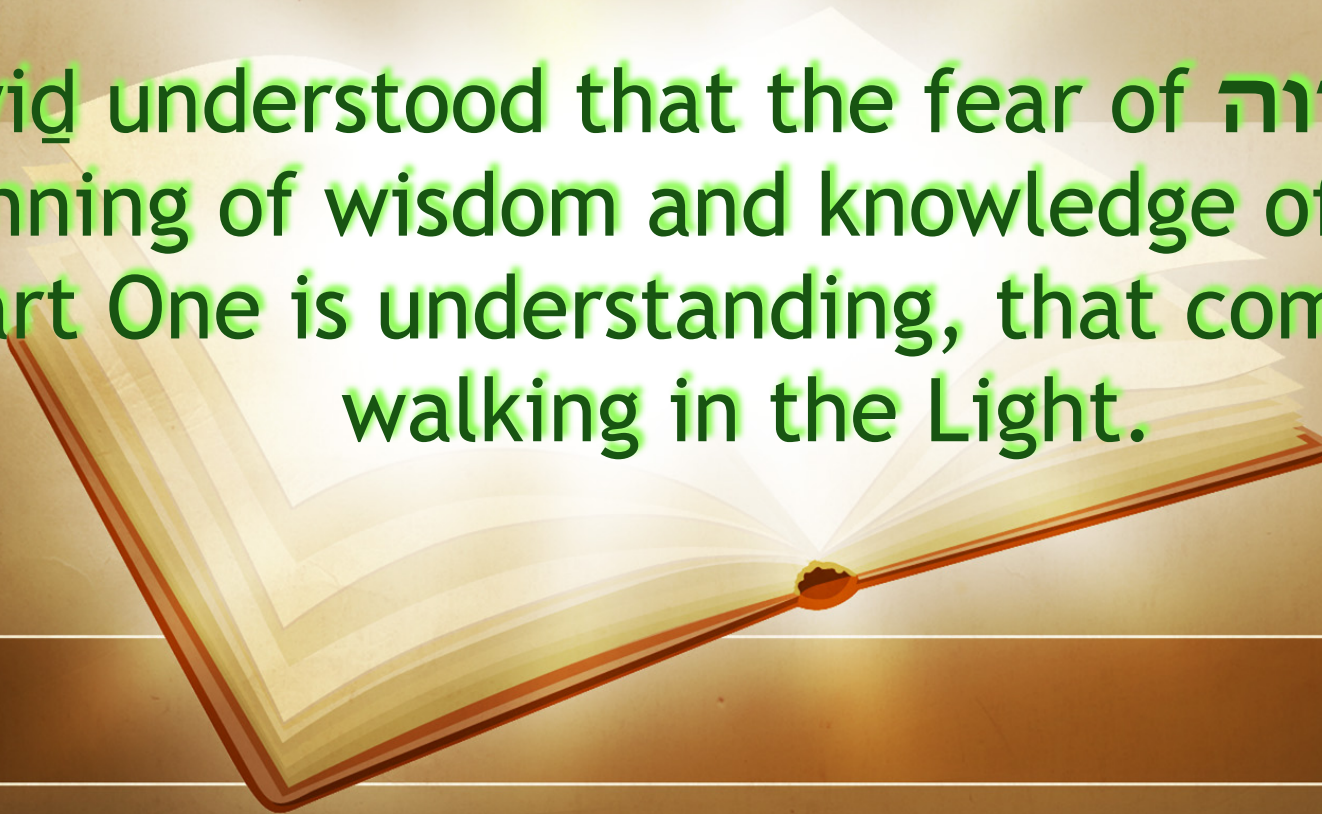 understood that the fear of
of wisdom and knowledge
One is understanding, that
walking in the Light.